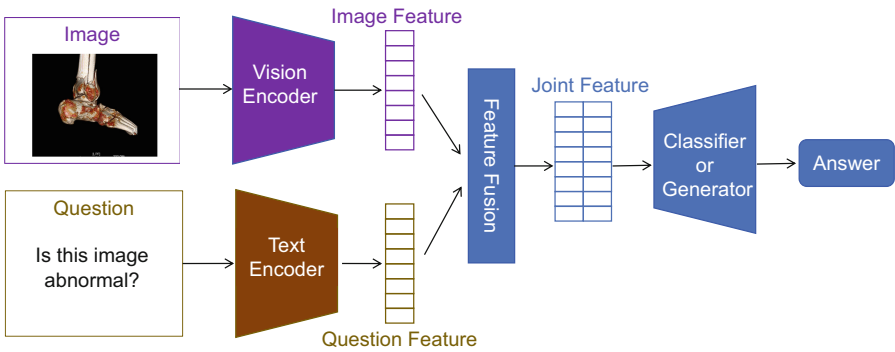 Image
Vision
Encoder
Image Feature
Question
Is this image
abnormal?
Text
Encoder
Question Feature
Feature Fusion
Joint Feature
Classifier
or
Generator
Answer